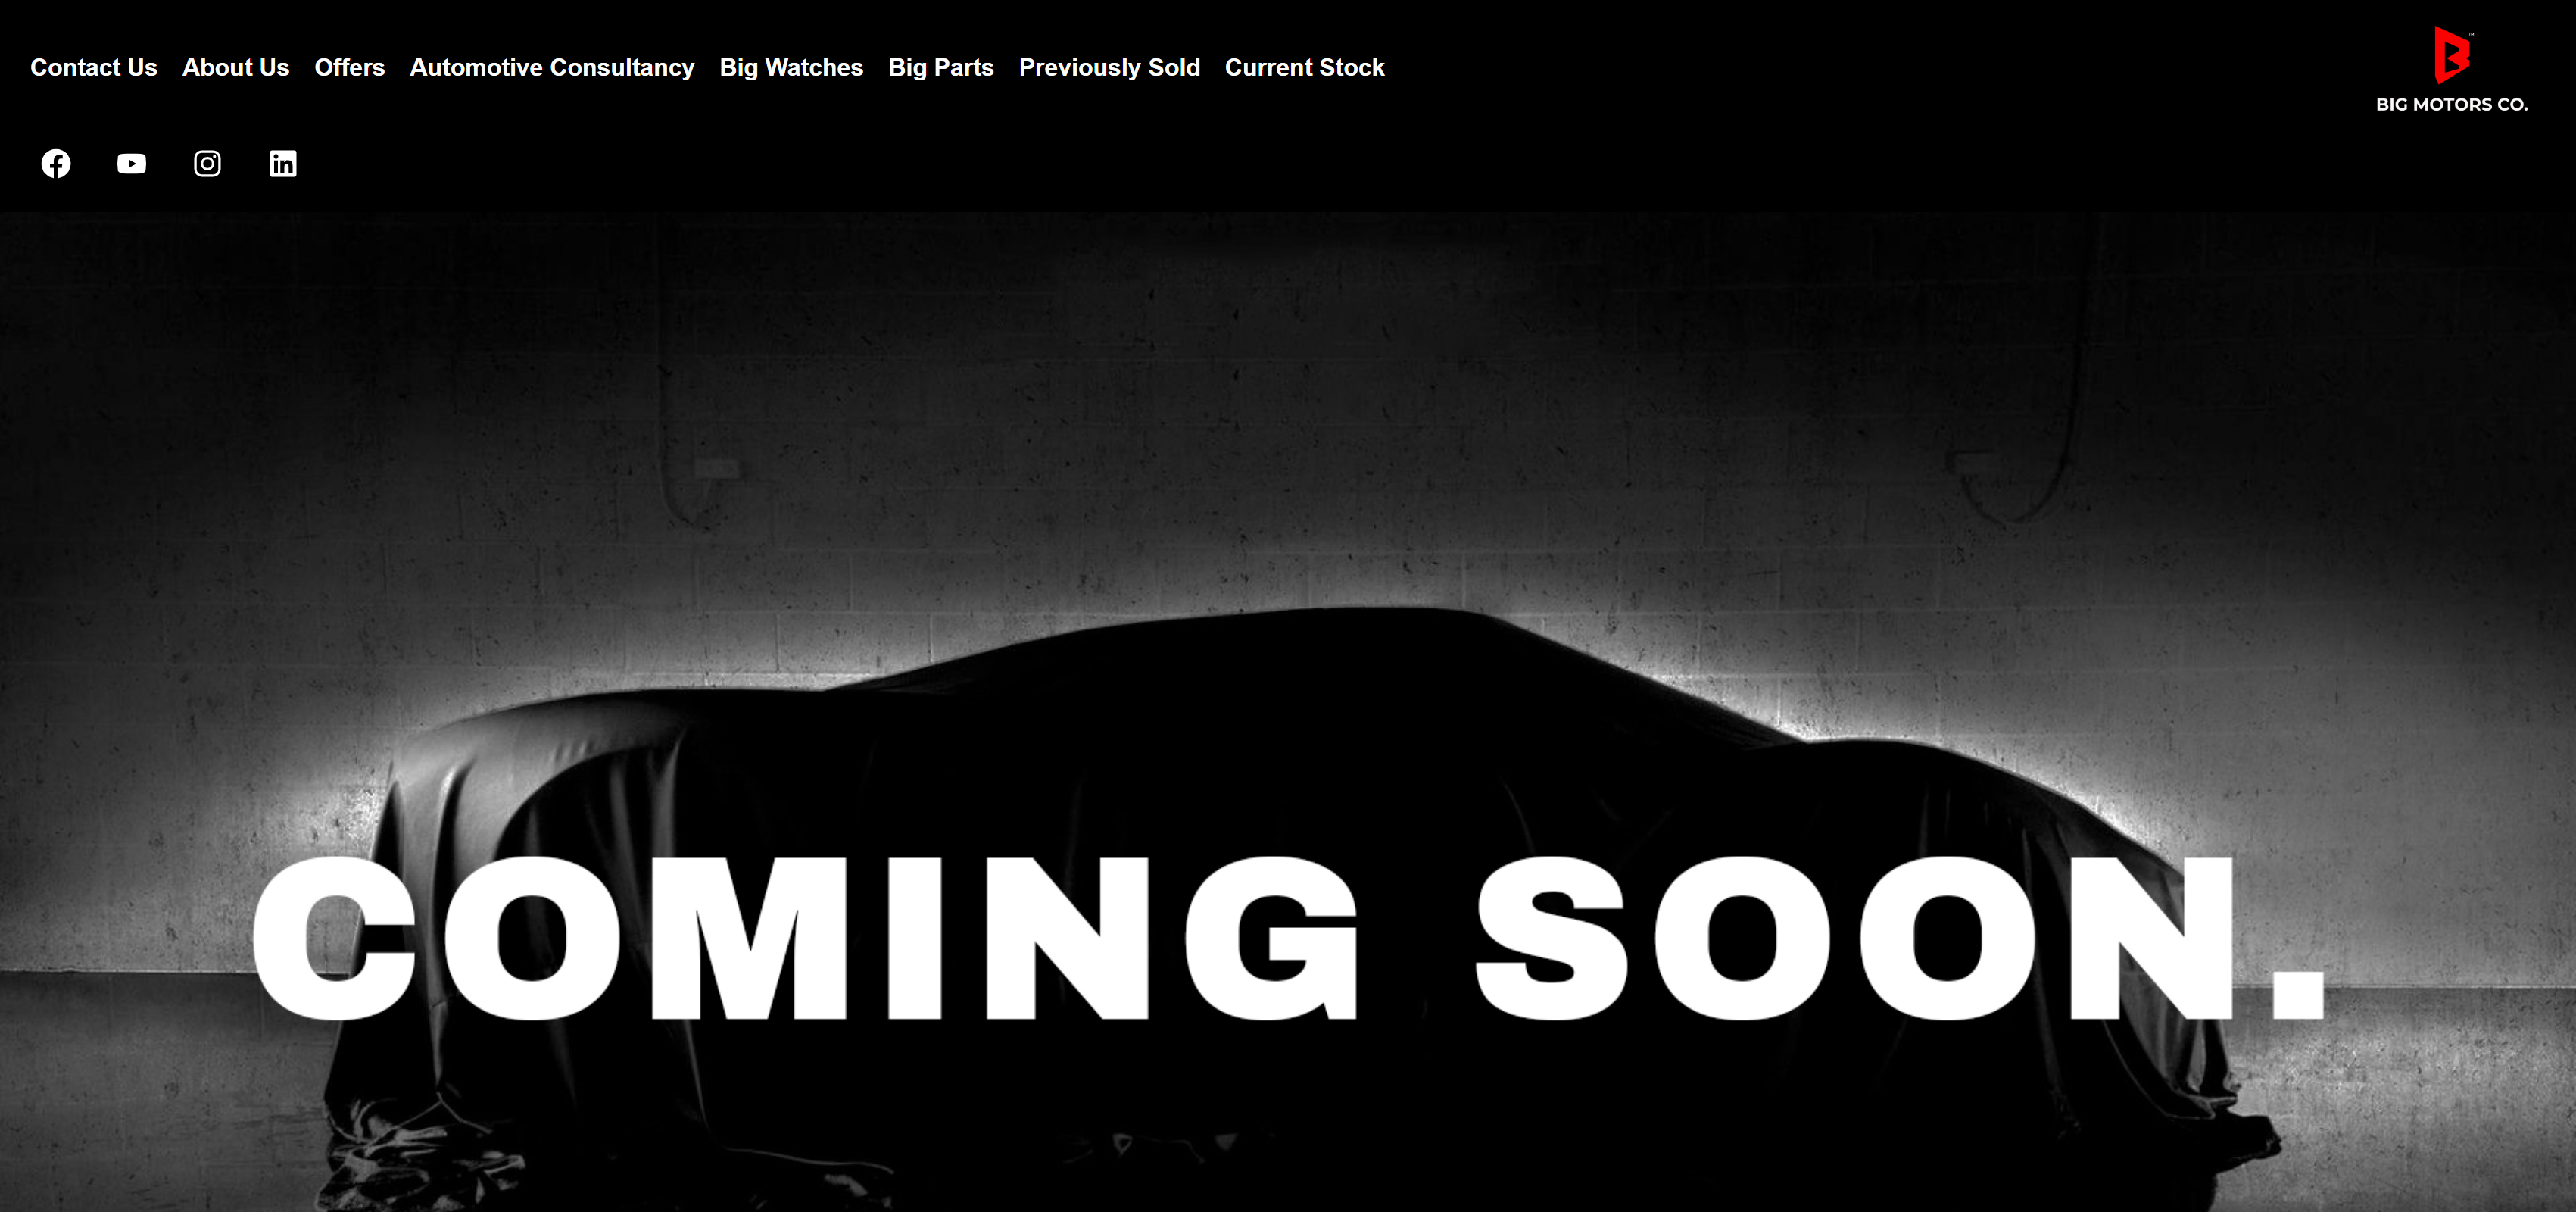 Contact Us About Us Offers Automotive Consultancy Big Watches Big Parts Previously Sold Current Stock
BIG MOTORS CO.
COMING SOON.